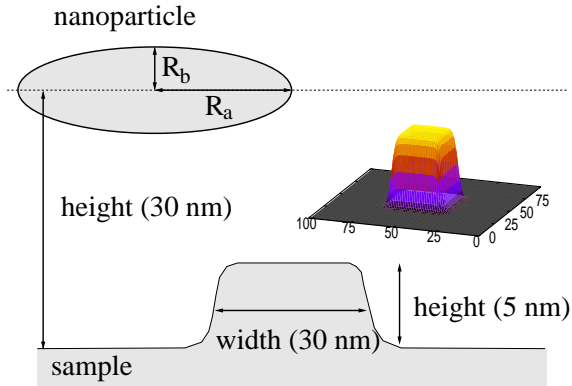 nanoparticle
R_b
R_a
height (30 nm)
75
50
25
0
100 75 50 25 0
height (5 nm)
width (30 nm)
sample